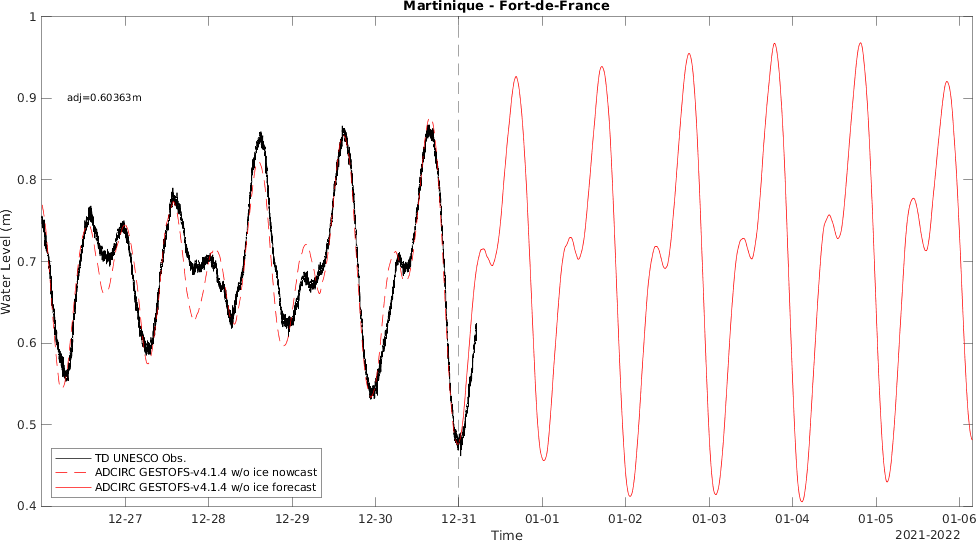 Martinique - Fort-de-France
1
0.9
0.8
0.7
0.6
0.5
0.4
Water Level (m)
adj=0.60363m
TD UNESCO Obs.
ADCIRC GESTOFS-v4.1.4 w/o ice nowcast
ADCIRC GESTOFS-v4.1.4 w/o ice forecast
12-27 12-28 12-29 12-30 12-31 01-01 01-02 01-03 01-04 01-05 01-06
Time
2021-2022